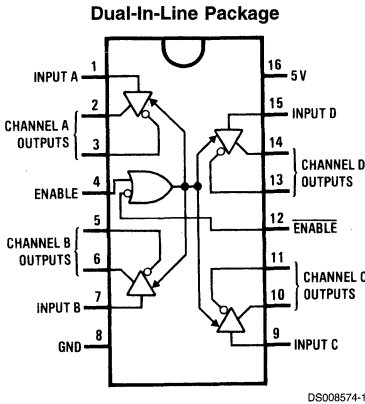 Dual-In-Line Package
1
INPUT A
2
CHANNEL A
OUTPUTS
3
4
ENABLE
5
CHANNEL B
OUTPUTS
6
7
INPUT B
8
GND
16
5V
15
INPUT D
14
CHANNEL D
OUTPUTS
13
12
ENABLE
11
CHANNEL C
OUTPUTS
10
9
INPUT C
DS008574-1